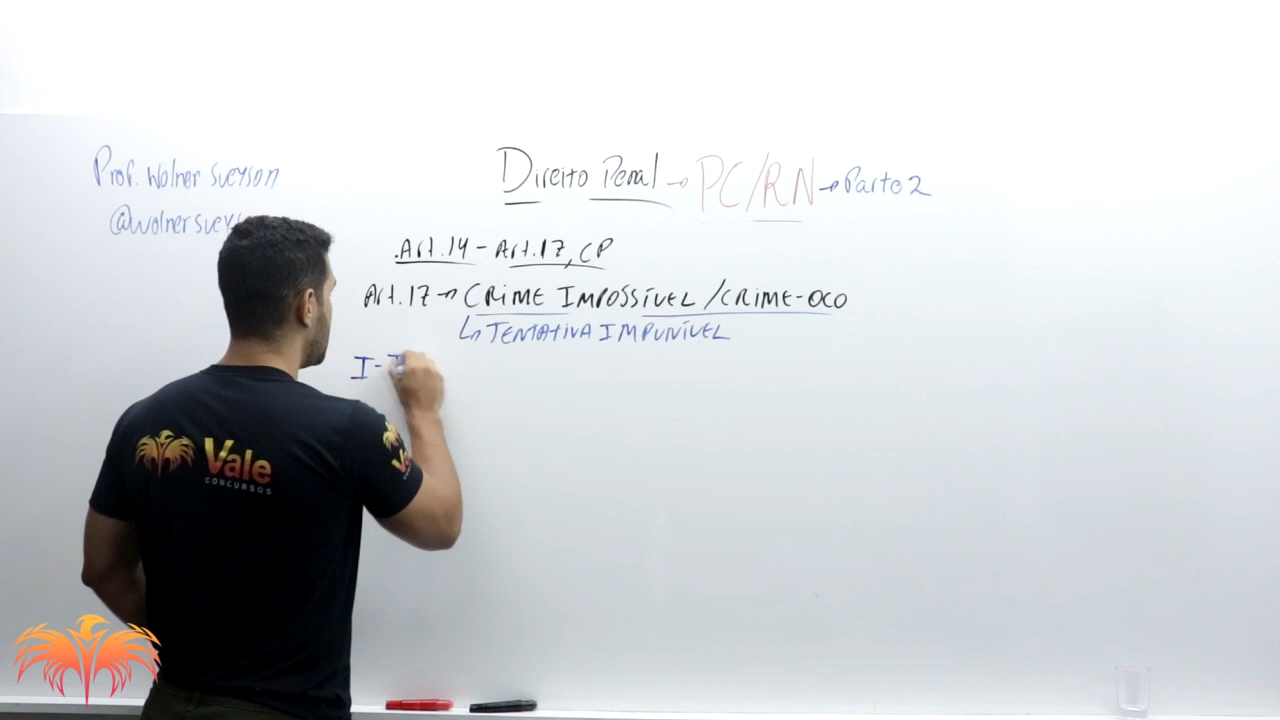 Prof. Wolner Sueyson
@wolnersuey
Direito Penal → PC/RN → Parte 2
.Art.14 - Art.17, CP
Art.17 → CRIME IMPOSSÍVEL / CRIME-OCO
↳ TENTATIVA IMPUNÍVEL
I-
Vale
CONCURSOS